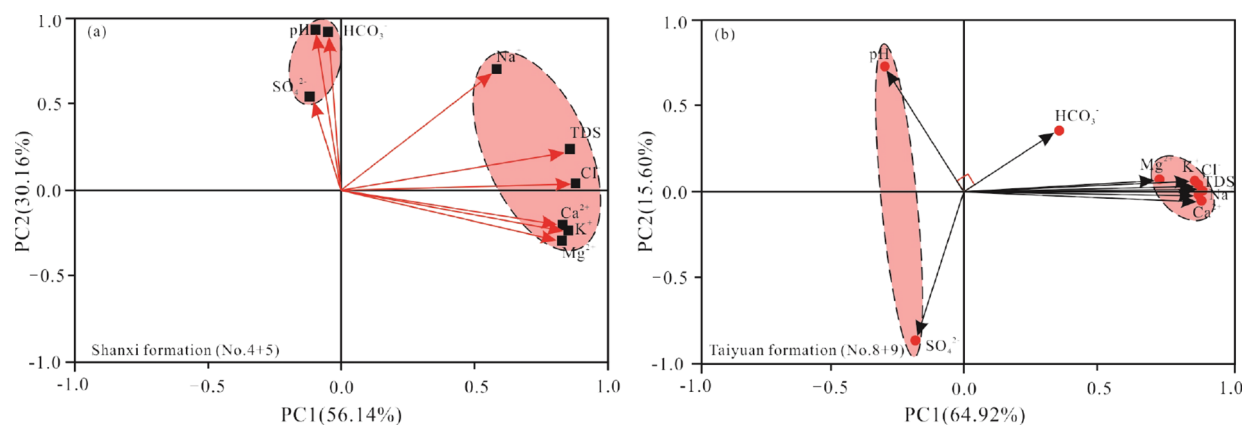 (a)
1.0
0.5
0.0
−0.5
−1.0
PC2(30.16%)
pH
HCO₃⁻
SO₄²⁻
Na⁺
TDS
Cl⁻
Ca²⁺
K⁺
Mg²⁺
Shanxi formation (No.4+5)
-1.0
-0.5
0.0
0.5
1.0
PC1(56.14%)
(b)
1.0
0.5
0.0
−0.5
−1.0
PC2(15.60%)
pH
HCO₃⁻
Mg²⁺
K⁺
Cl⁻
TDS
Na⁺
Ca²⁺
SO₄²⁻
Taiyuan formation (No.8+9)
-1.0
-0.5
0.0
0.5
1.0
PC1(64.92%)